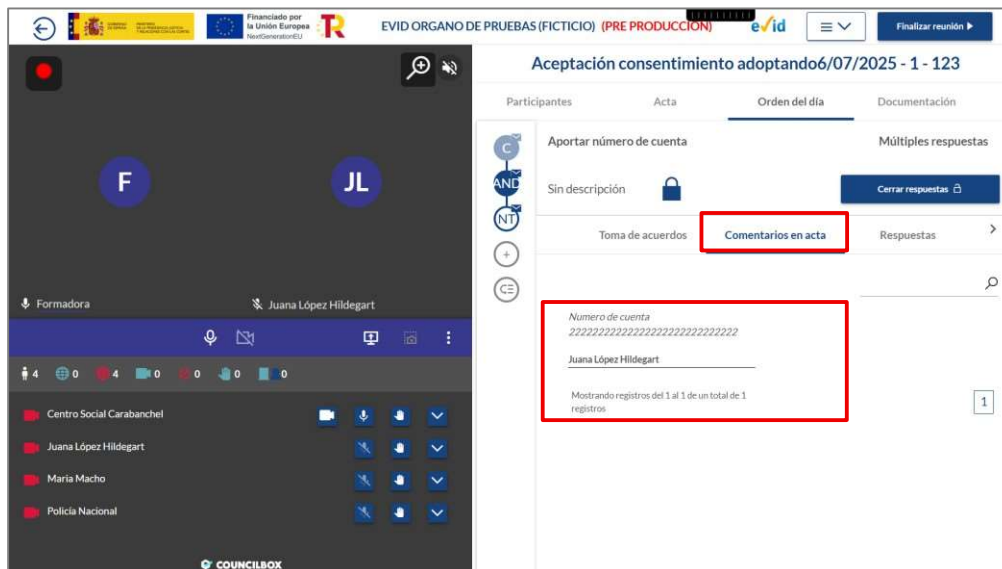 Financiado por
la Unión Europea
NextGenerationEU
EVID ORGANO DE PRUEBAS (FICTICIO) (PRE PRODUCCIÓN)
e✓id
Finalizar reunión
Aceptación consentimiento adoptando6/07/2025 - 1 - 123
Participantes Acta Orden del día Documentación
C
AND
NT
Aportar número de cuenta Múltiples respuestas
Sin descripción Cerrar respuestas
Toma de acuerdos Comentarios en acta Respuestas
Numero de cuenta
Juana López Hildegart
Mostrando registros del 1 al 1 de un total de 1
registros
1
F JL
Formadora Juana López Hildegart
4 0 4 0 0 0 0
Centro Social Carabanchel
Juana López Hildegart
Maria Macho
Policía Nacional
COUNCILBOX